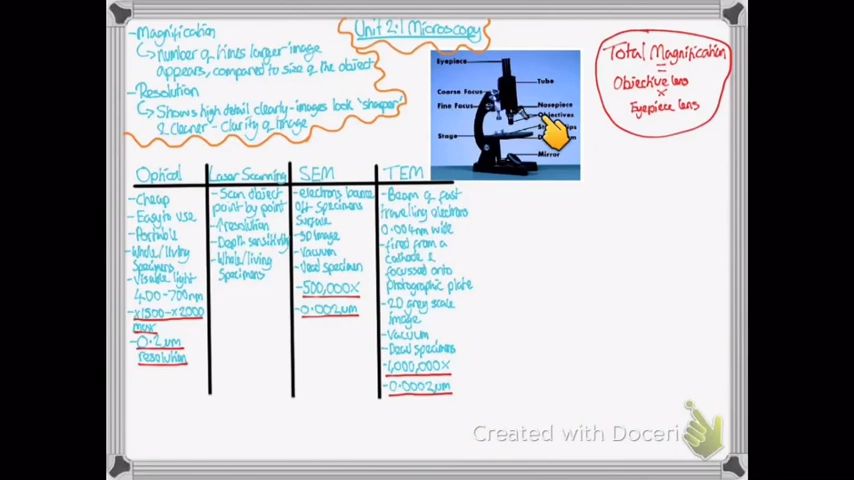 Unit 2.1 Microscopy
-Magnification
number of times larger image
appears, compared to size of the object
-Resolution
Shows high detail clearly-images look 'sharper'
& cleaner - clarity of image
Eyepiece
Tube
Coarse Focus
Fine Focus
Nosepiece
Objectives
Stage
Mirror
Total Magnification
=
Objective lens
x
Eyepiece lens
Optical
-Cheap
-Easy to use
-Portable
-Whole/living
Specimens
-Visible light
400-700nm
-x1500-x2000
max
-0.2μm
resolution
Laser Scanning
-Scan object
point by point
-↑resolution
-Depth sensitivity
-Whole/living
Specimens
SEM
-electrons bounce
off specimens
surface
-3D image
-Vacuum
-Dead specimen
-500,000x
-0.002μm
TEM
-Beam of fast
travelling electrons
0.004nm wide
-fired from a
cathode &
focussed onto
photographic plate
-2D grey scale
image
-Vacuum
-Dead specimens
-1,000,000x
-0.0002μm
Created with Doceri